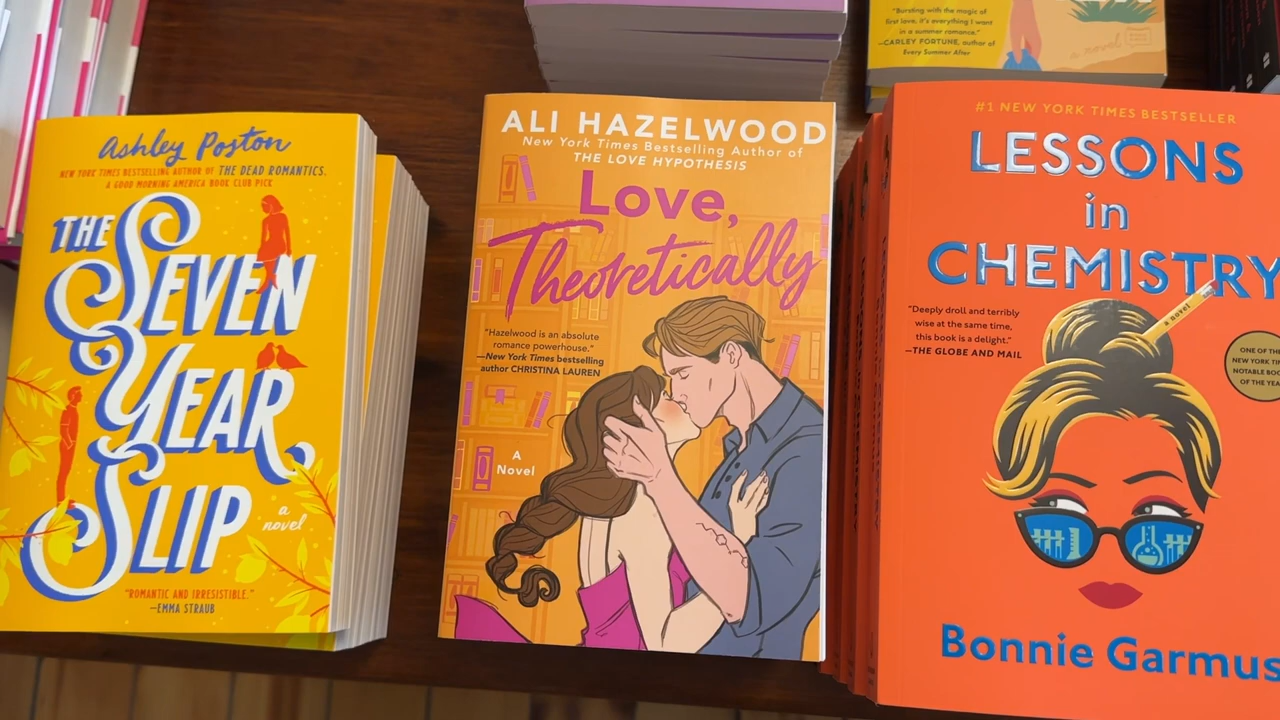 Ashley Poston
NEW YORK TIMES BESTSELLING AUTHOR OF THE DEAD ROMANTICS,
A GOOD MORNING AMERICA BOOK CLUB PICK
THE
SEVEN
YEAR
SLIP
a
novel
"ROMANTIC AND IRRESISTIBLE."
—EMMA STRAUB
ALI HAZELWOOD
New York Times Bestselling Author of
THE LOVE HYPOTHESIS
Love,
Theoretically
"Hazelwood is an absolute
romance powerhouse."
—New York Times bestselling
author CHRISTINA LAUREN
A
Novel
"Bursting with the magic of
first love, it's everything I want
in a summer romance."
—CARLEY FORTUNE, author of
Every Summer After
a novel
#1 NEW YORK TIMES BESTSELLER
LESSONS
in
CHEMISTRY
a novel
"Deeply droll and terribly
wise at the same time,
this book is a delight."
—THE GLOBE AND MAIL
ONE OF THE
NEW YORK TIM
NOTABLE BOO
OF THE YEA
Bonnie Garmus